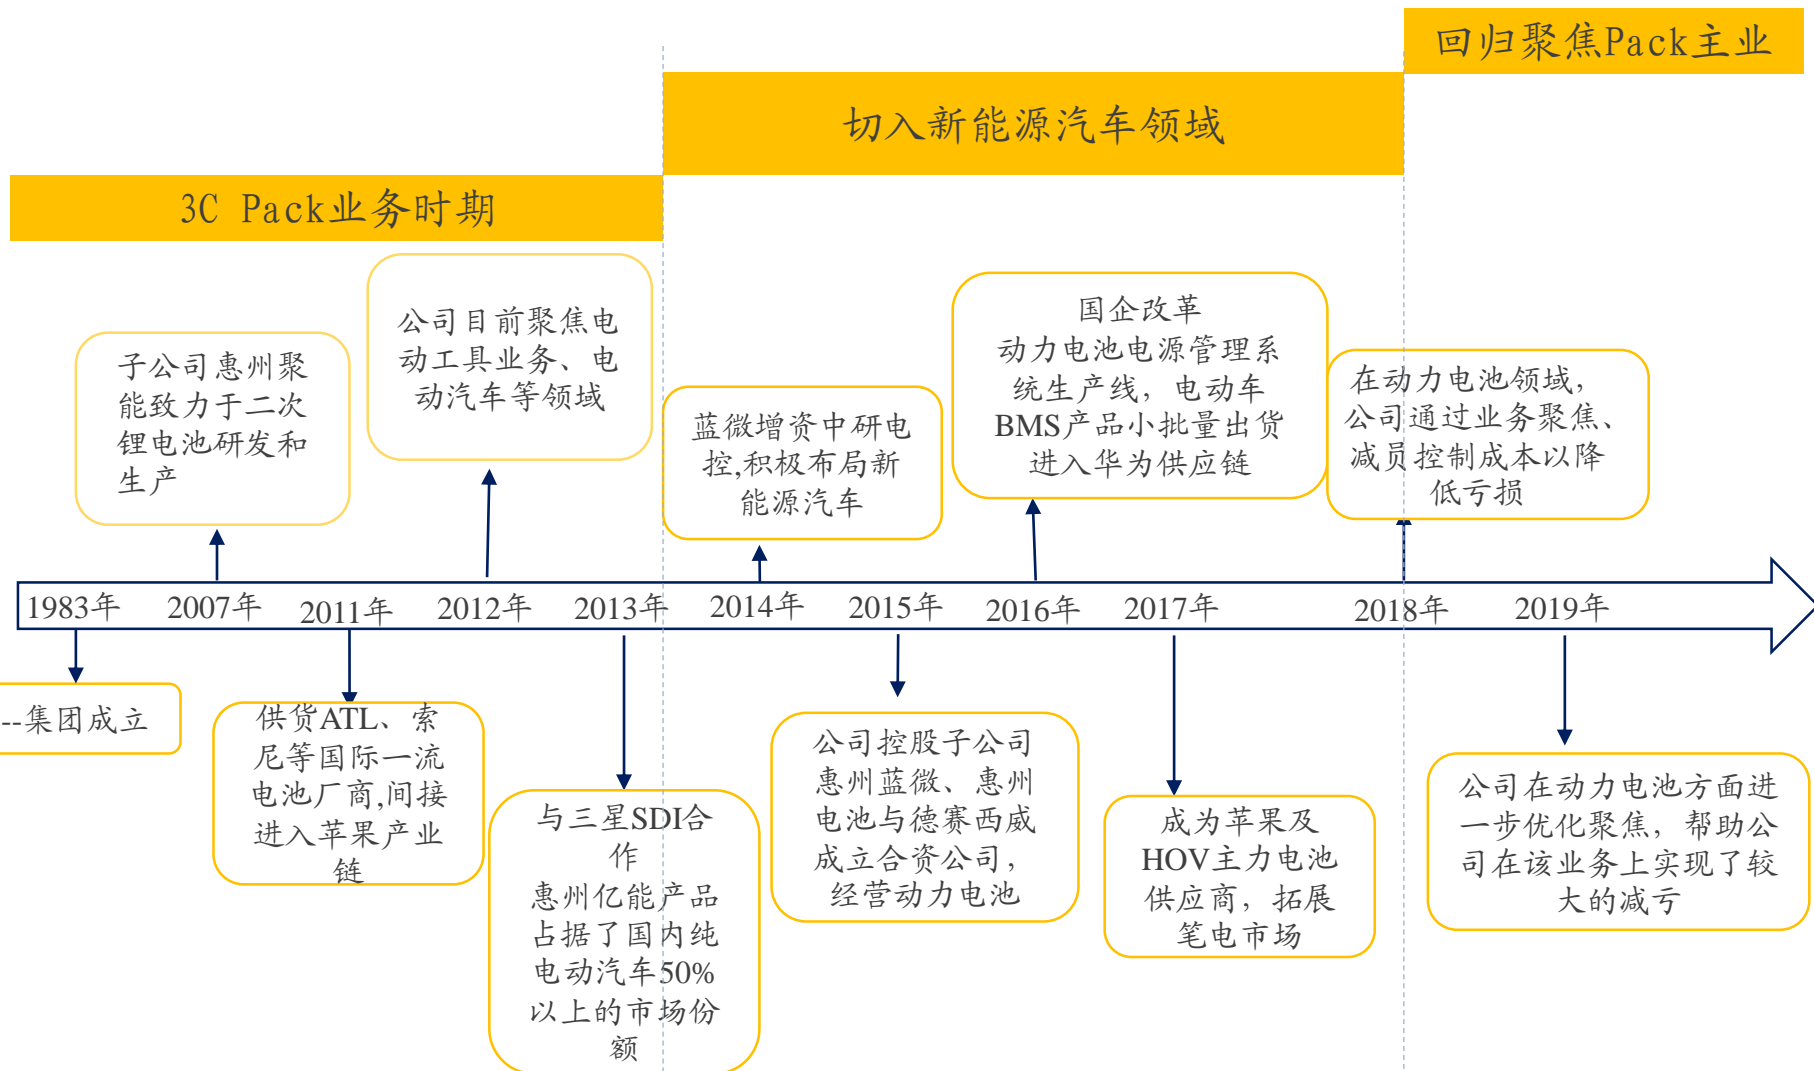 回归聚焦Pack主业
切入新能源汽车领域
3C Pack业务时期
子公司惠州聚
能致力于二次
锂电池研发和
生产
公司目前聚焦电
动工具业务、电
动汽车等领域
蓝微增资中研电
控,积极布局新
能源汽车
国企改革
动力电池电源管理系
统生产线，电动车
BMS产品小批量出货
进入华为供应链
在动力电池领域，
公司通过业务聚焦、
减员控制成本以降
低亏损
1983年
2007年
2011年
2012年
2013年
2014年
2015年
2016年
2017年
2018年
2019年
--集团成立
供货ATL、索
尼等国际一流
电池厂商,间接
进入苹果产业
链
与三星SDI合
作
惠州亿能产品
占据了国内纯
电动汽车50%
以上的市场份
额
公司控股子公司
惠州蓝微、惠州
电池与德赛西威
成立合资公司，
经营动力电池
成为苹果及
HOV主力电池
供应商，拓展
笔电市场
公司在动力电池方面进
一步优化聚焦，帮助公
司在该业务上实现了较
大的减亏